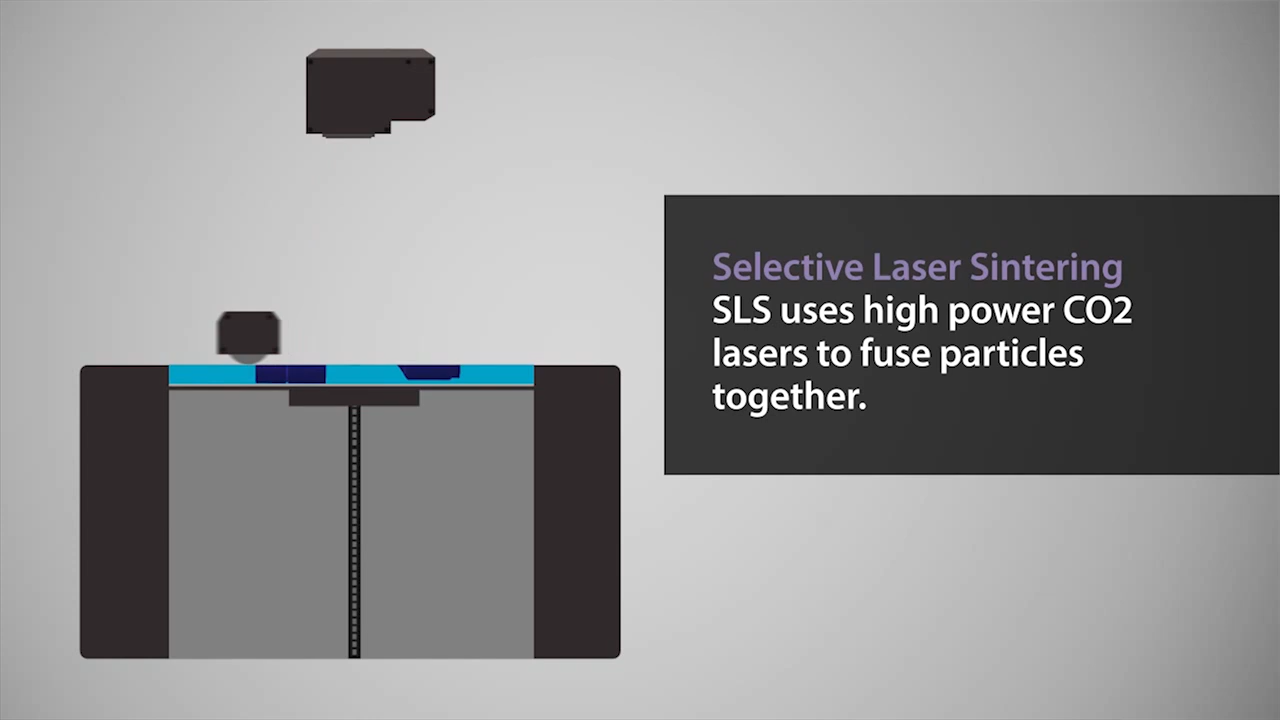 Selective Laser Sintering
SLS uses high power CO2
lasers to fuse particles
together.